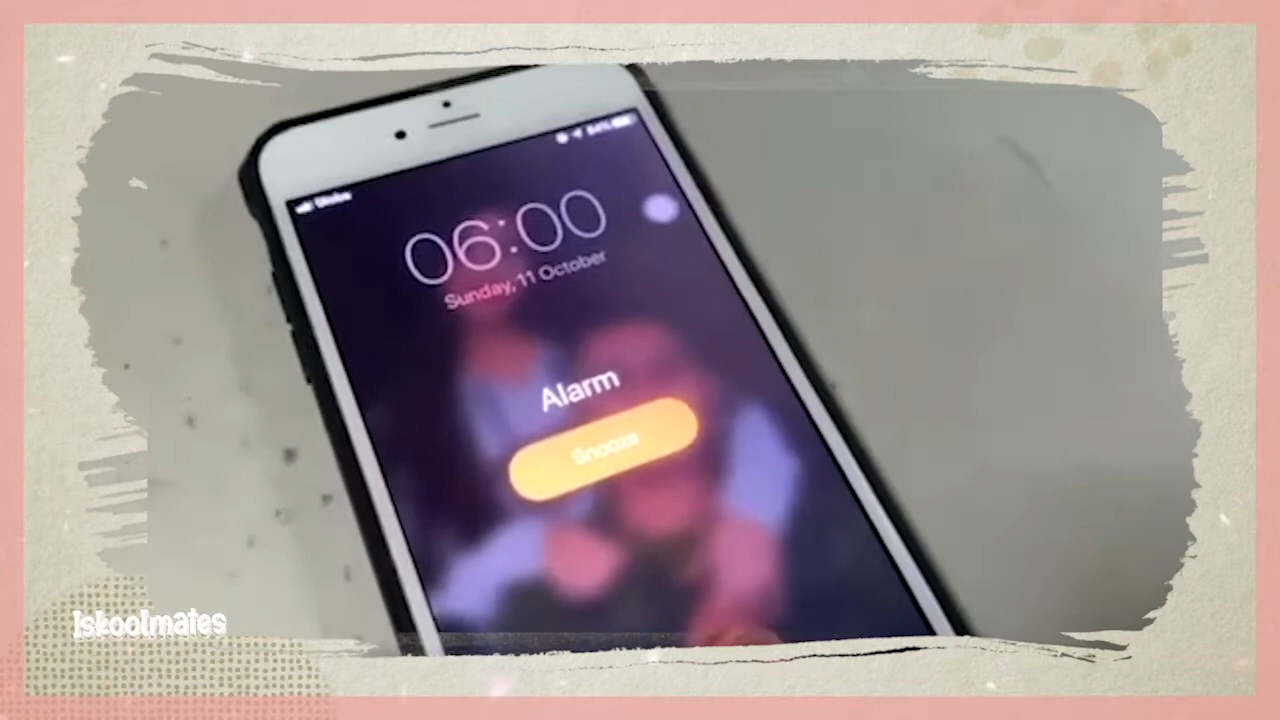 06:00
Sunday, 11 October
Alarm
Snooze
Iskoolmates